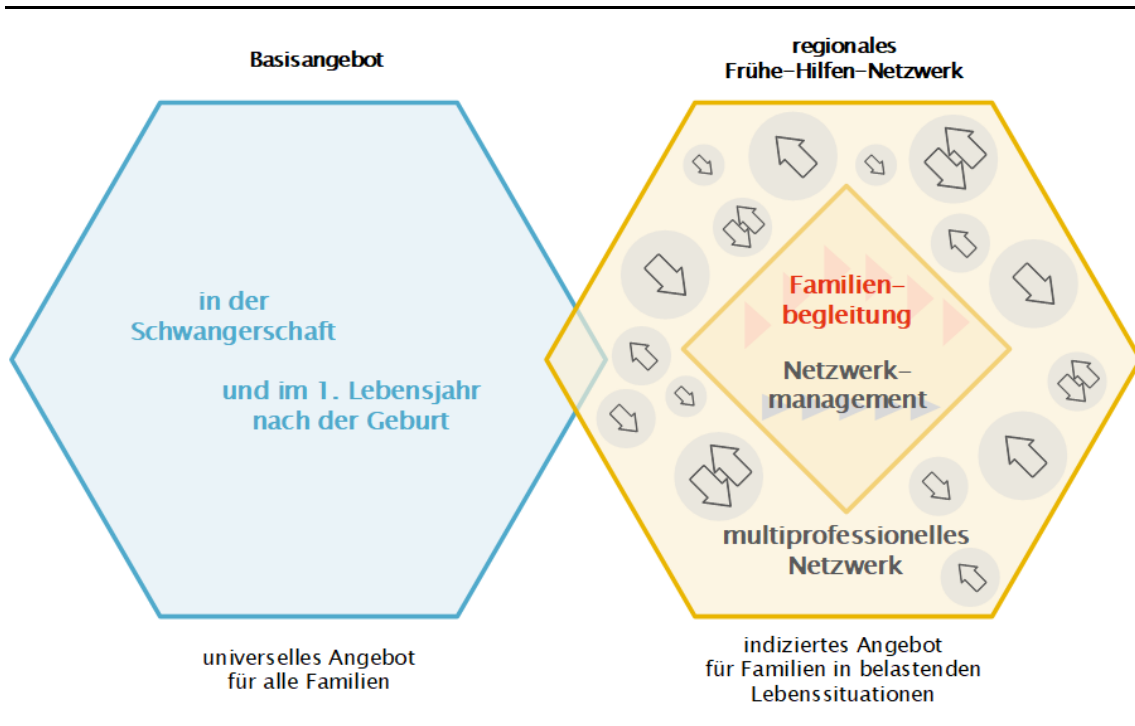 Basisangebot
in der
Schwangerschaft
und im 1. Lebensjahr
nach der Geburt
universelles Angebot
für alle Familien
regionales
Frühe-Hilfen-Netzwerk
Familien-
begleitung
Netzwerk-
management
multiprofessionelles
Netzwerk
indiziertes Angebot
für Familien in belastenden
Lebenssituationen